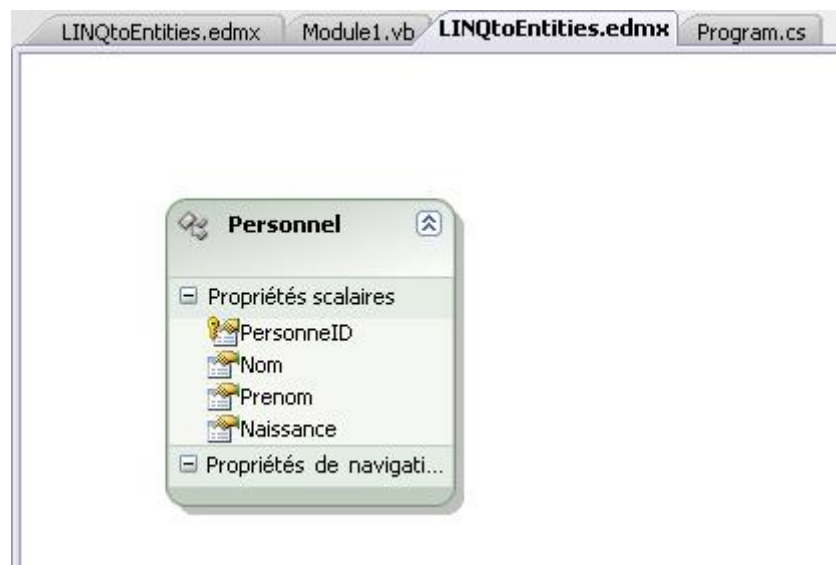 LINQtoEntities.edmx Module1.vb LINQtoEntities.edmx Program.cs
Personnel
Propriétés scalaires
PersonneID
Nom
Prenom
Naissance
Propriétés de navigati...